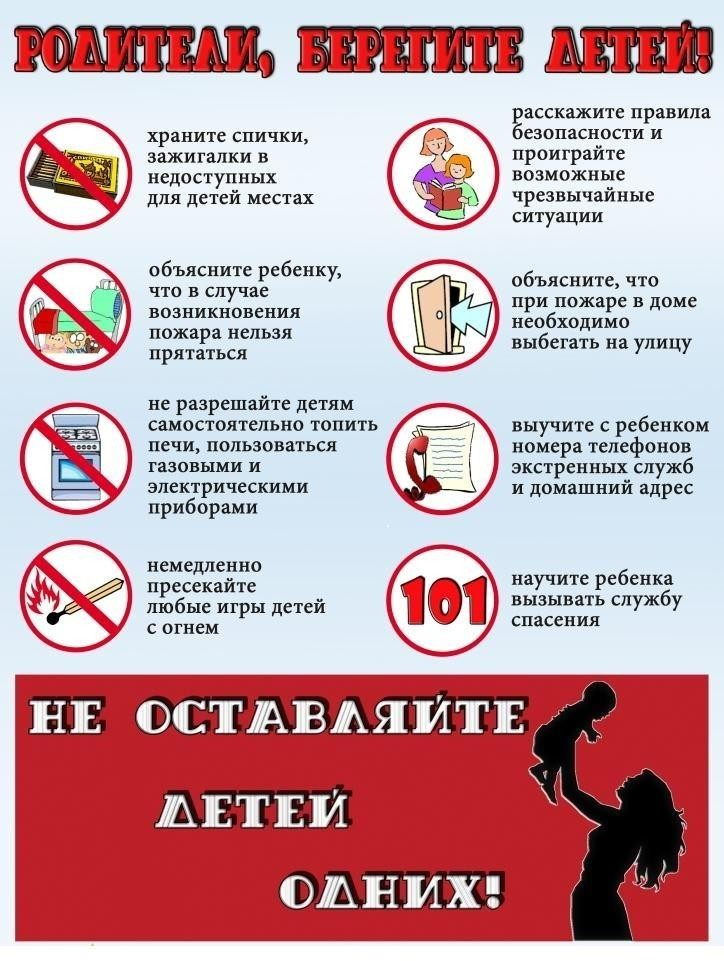 РОДИТЕЛИ, БЕРЕГИТЕ ДЕТЕЙ!
храните спички,
зажигалки в
недоступных
для детей местах
расскажите правила
безопасности и
проиграйте
возможные
чрезвычайные
ситуации
объясните ребенку,
что в случае
возникновения
пожара нельзя
прятаться
объясните, что
при пожаре в доме
необходимо
выбегать на улицу
не разрешайте детям
самостоятельно топить
печи, пользоваться
газовыми и
электрическими
приборами
выучите с ребенком
номера телефонов
экстренных служб
и домашний адрес
немедленно
пресекайте
любые игры детей
с огнем
101
научите ребенка
вызывать службу
спасения
НЕ ОСТАВЛЯЙТЕ
ДЕТЕЙ
ОДНИХ!